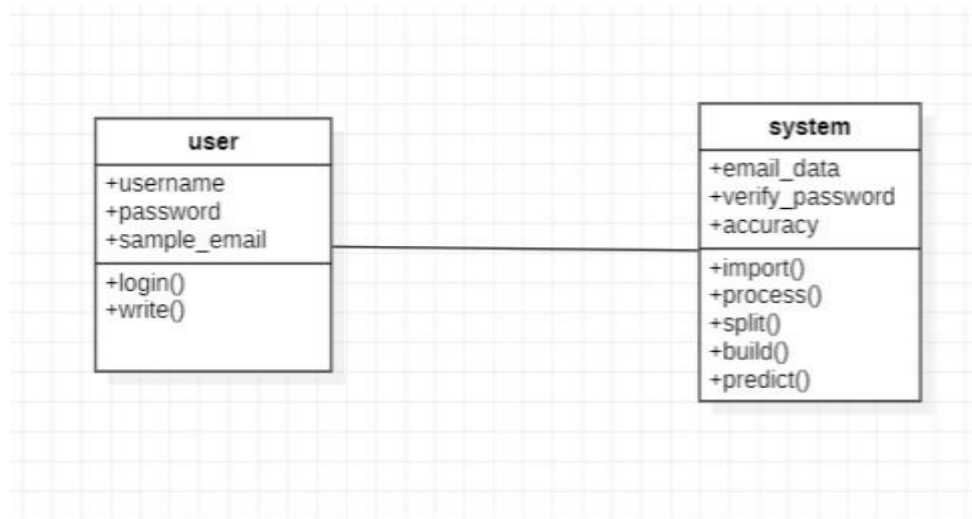 user
+username
+password
+sample_email
+login()
+write()
system
+email_data
+verify_password
+accuracy
+import()
+process()
+split()
+build()
+predict()